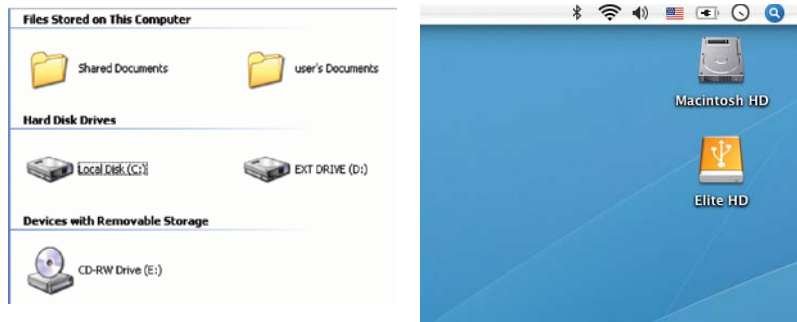 Files Stored on This Computer
Shared Documents
user's Documents
Hard Disk Drives
Local Disk (C:)
EXT DRIVE (D:)
Devices with Removable Storage
CD-RW Drive (E:)
Macintosh HD
Elite HD